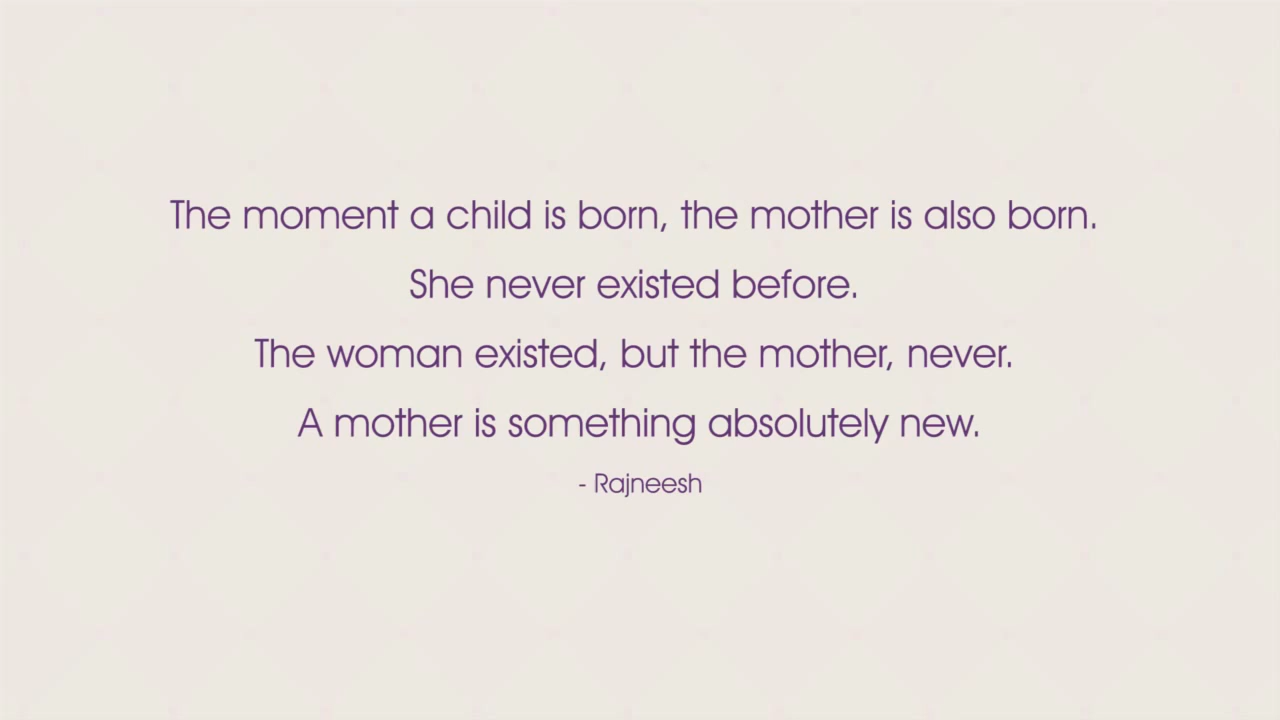 The moment a child is born, the mother is also born.
She never existed before.
The woman existed, but the mother, never.
A mother is something absolutely new.
- Rajneesh